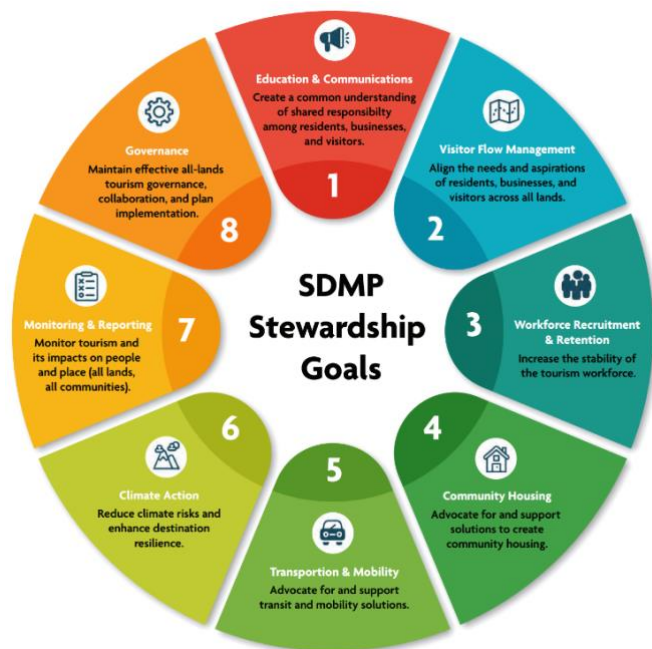 SDMP
Stewardship
Goals
1
Education & Communications
Create a common understanding
of shared responsibilty
among residents, businesses,
and visitors.
2
Visitor Flow Management
Align the needs and aspirations
of residents, businesses, and
visitors across all lands.
3
Workforce Recruitment
& Retention
Increase the stability of
the tourism workforce.
4
Community Housing
Advocate for and support
solutions to create
community housing.
5
Transportion & Mobility
Advocate for and support
transit and mobility solutions.
6
Climate Action
Reduce climate risks and
enhance destination
resilience.
7
Monitoring & Reporting
Monitor tourism and
its impacts on people
and place (all lands,
all communities).
8
Governance
Maintain effective all-lands
tourism governance,
collaboration, and plan
implementation.